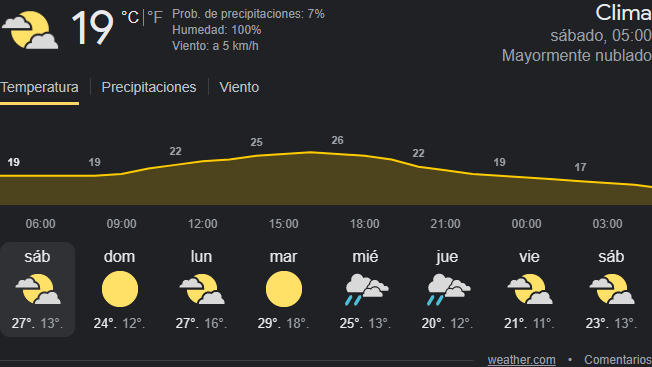 19 °C | °F
Prob. de precipitaciones: 7%
Humedad: 100%
Viento: a 5 km/h
Clima
sábado, 05:00
Mayormente nublado
Temperatura | Precipitaciones | Viento
19 19 22 25 26 22 19 17
06:00 09:00 12:00 15:00 18:00 21:00 00:00 03:00
sáb dom lun mar mié jue vie sáb
27°. 13°. 24°. 12°. 27°. 16°. 29°. 18°. 25°. 13°. 20°. 12°. 21°. 11°. 23°. 13°.
weather.com • Comentarios